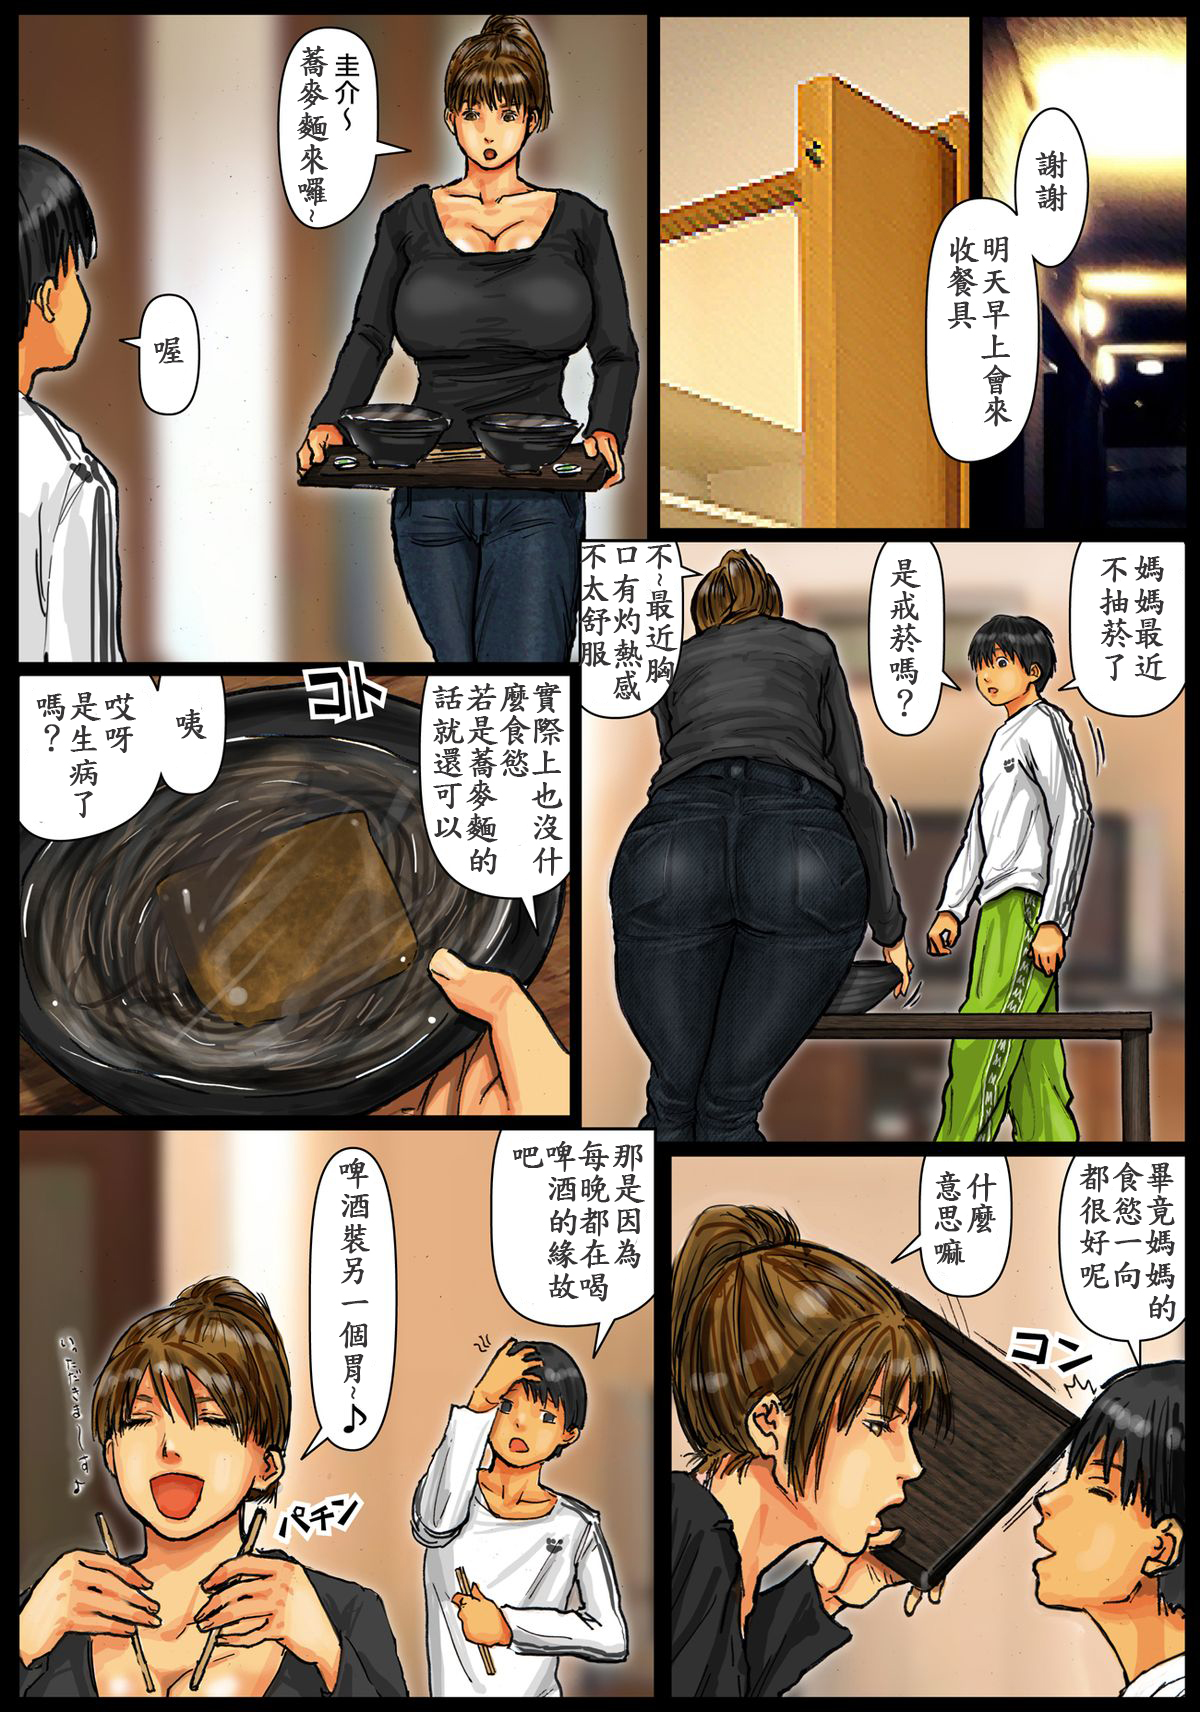 謝謝
明天早上會來
收餐具
圭介~
蕎麥麵來囉~
喔
媽媽最近
不抽菸了
是戒菸嗎?
不~最近胸
口有灼熱感
不太舒服
實際上也沒什
麼食慾
若是蕎麥麵的
話就還可以
コト
咦
哎呀
是生病了
嗎?
畢竟媽媽的
食慾一向
都很好呢
什麼
意思嘛
コン
那是因為
每晚都在喝
啤酒的緣故
吧
啤酒裝另一個胃~♪
パチン
いっただきま~す♪